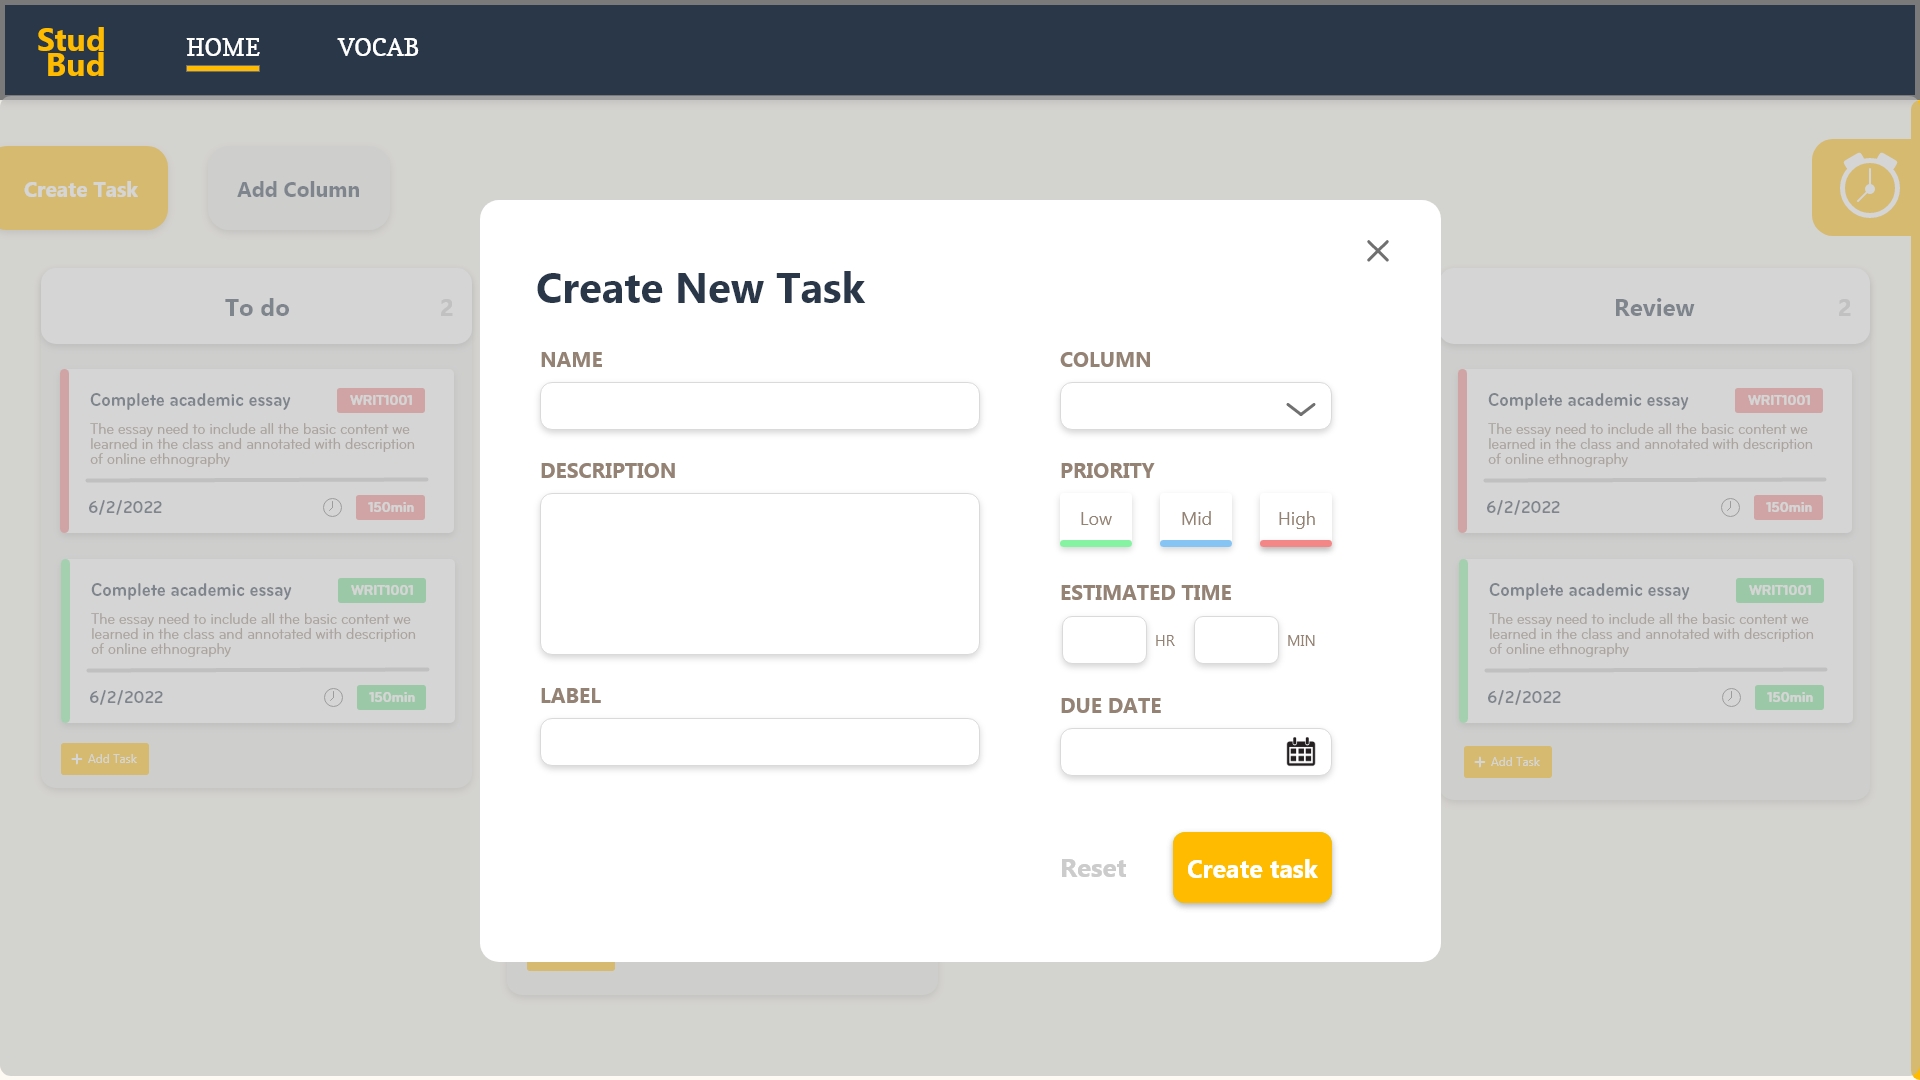 Stud
Bud
HOME
VOCAB
Create Task
Add Column
To do
2
Complete academic essay
WRIT1001
The essay need to include all the basic content we
learned in the class and annotated with description
of online ethnography
6/2/2022
150min
Complete academic essay
WRIT1001
The essay need to include all the basic content we
learned in the class and annotated with description
of online ethnography
6/2/2022
150min
+ Add Task
Create New Task
NAME
DESCRIPTION
LABEL
COLUMN
PRIORITY
Low
Mid
High
ESTIMATED TIME
HR
MIN
DUE DATE
Reset
Create task
Review
2
Complete academic essay
WRIT1001
The essay need to include all the basic content we
learned in the class and annotated with description
of online ethnography
6/2/2022
150min
Complete academic essay
WRIT1001
The essay need to include all the basic content we
learned in the class and annotated with description
of online ethnography
6/2/2022
150min
+ Add Task